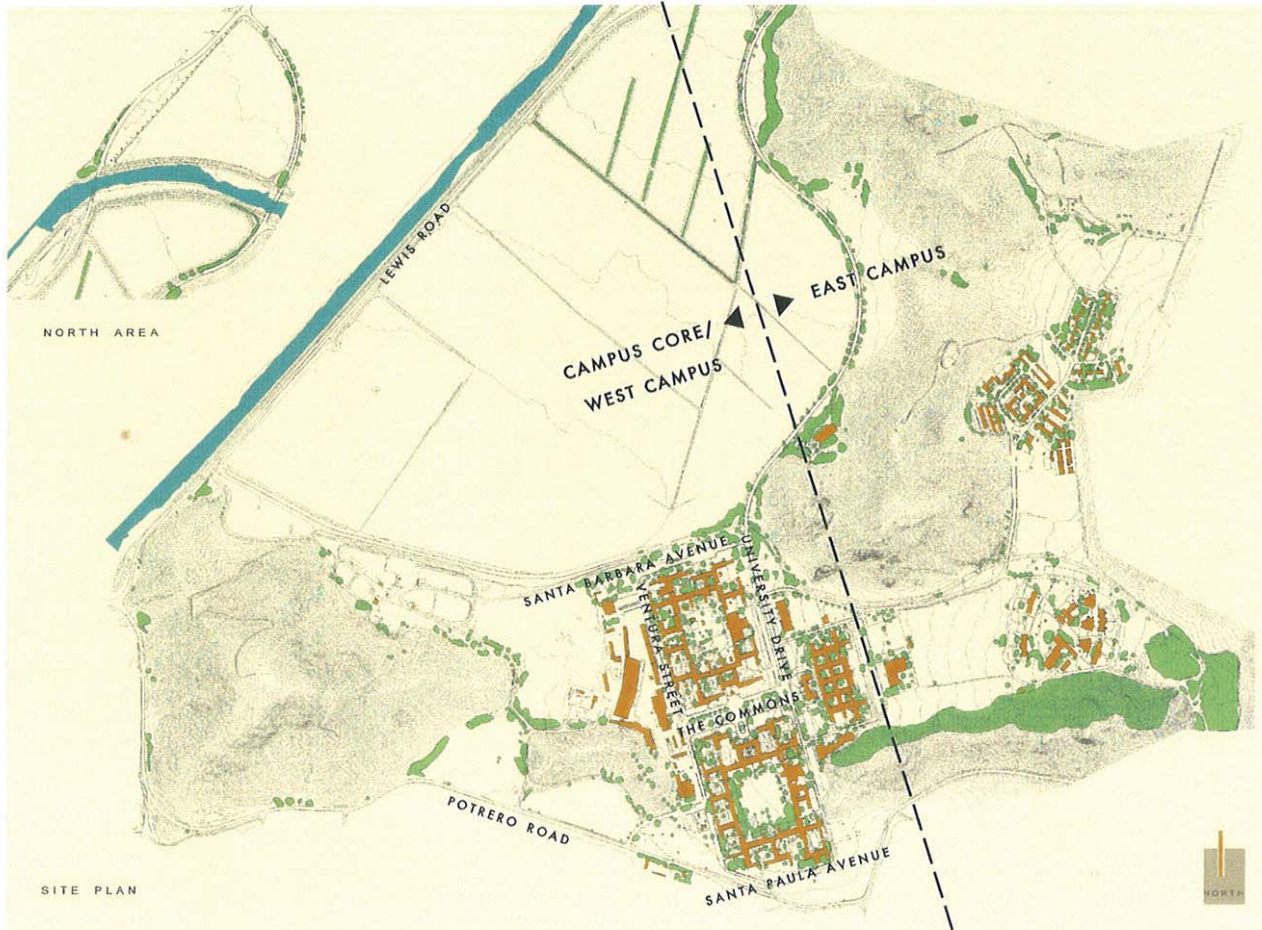 LEWIS ROAD
EAST CAMPUS
NORTH AREA
CAMPUS CORE/
WEST CAMPUS
SANTA BARBARA AVENUE
UNIVERSITY DRIVE
VENTURA STREET
THE COMMONS
POTRERO ROAD
SANTA PAULA AVENUE
SITE PLAN
NORTH